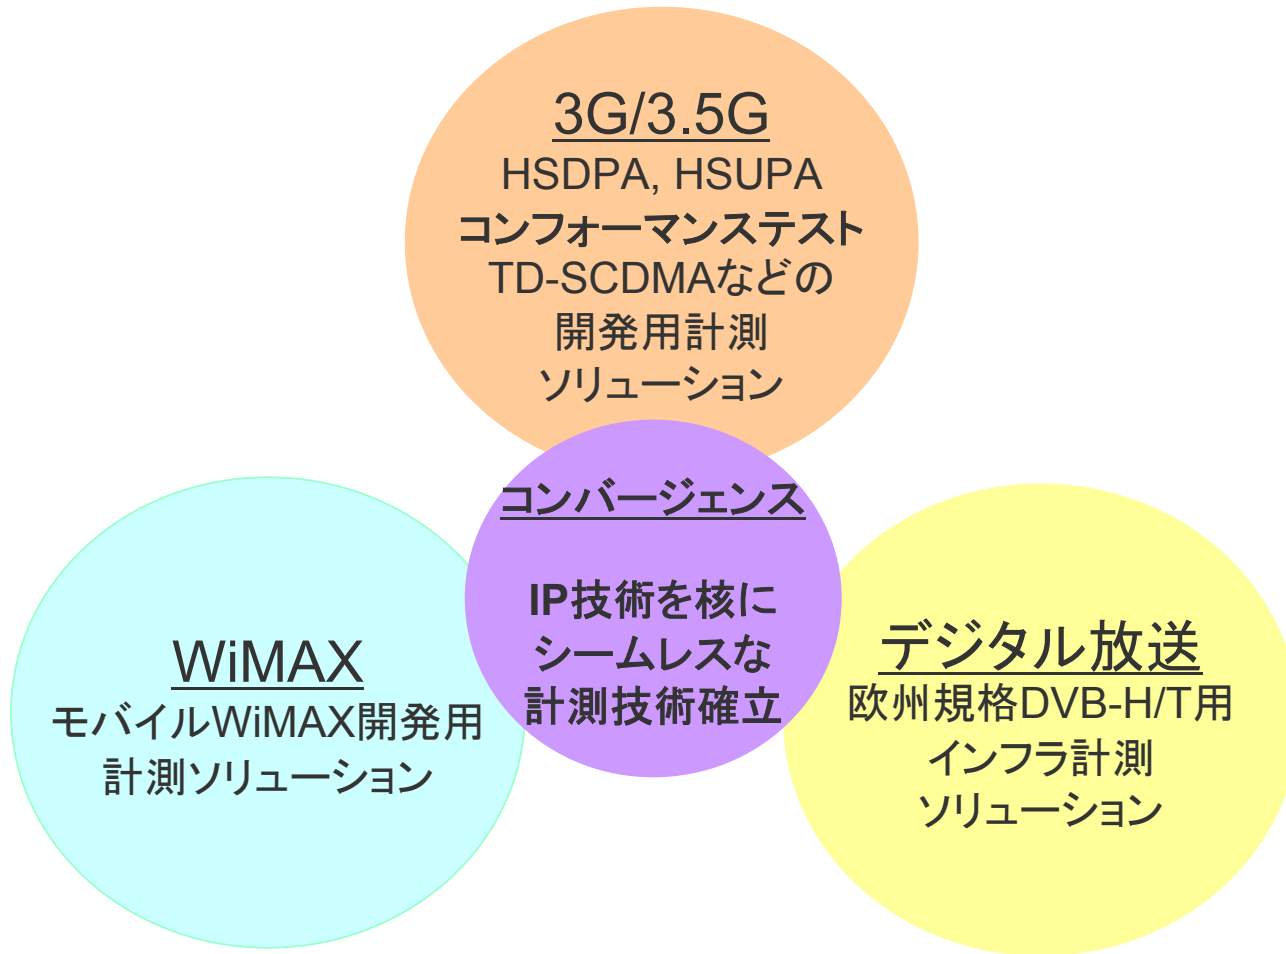 3G/3.5G
HSDPA, HSUPA
コンフォーマンステスト
TD-SCDMAなどの
開発用計測
ソリューション
コンバージェンス
IP技術を核に
シームレスな
計測技術確立
WiMAX
モバイルWiMAX開発用
計測ソリューション
デジタル放送
欧州規格DVB-H/T用
インフラ計測
ソリューション